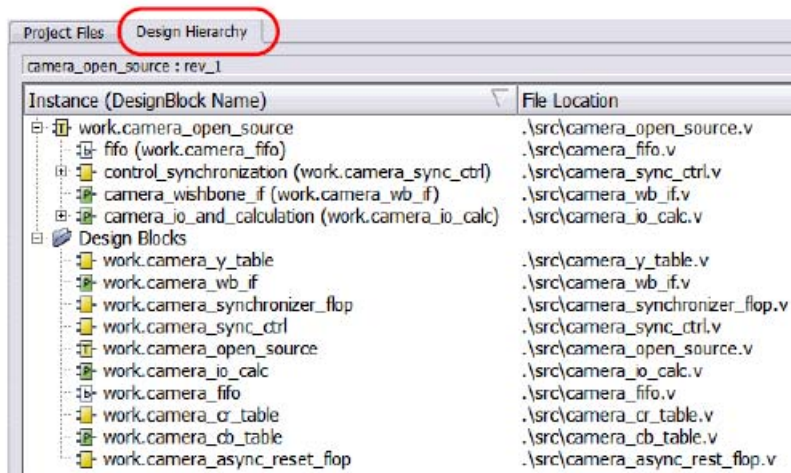 Project Files Design Hierarchy
camera_open_source : rev_1
Instance (DesignBlock Name) File Location
T work.camera_open_source .\src\camera_open_source.v
b fifo (work.camera_fifo) .\src\camera_fifo.v
control_synchronization (work.camera_sync_ctrl) .\src\camera_sync_ctrl.v
P camera_wishbone_if (work.camera_wb_if) .\src\camera_wb_if.v
P camera_io_and_calculation (work.camera_io_calc) .\src\camera_io_calc.v
Design Blocks
work.camera_y_table .\src\camera_y_table.v
P work.camera_wb_if .\src\camera_wb_if.v
work.camera_synchronizer_flop .\src\camera_synchronizer_flop.v
work.camera_sync_ctrl .\src\camera_sync_ctrl.v
T work.camera_open_source .\src\camera_open_source.v
P work.camera_io_calc .\src\camera_io_calc.v
b work.camera_fifo .\src\camera_fifo.v
work.camera_cr_table .\src\camera_cr_table.v
P work.camera_cb_table .\src\camera_cb_table.v
work.camera_async_reset_flop .\src\camera_async_rest_flop.v